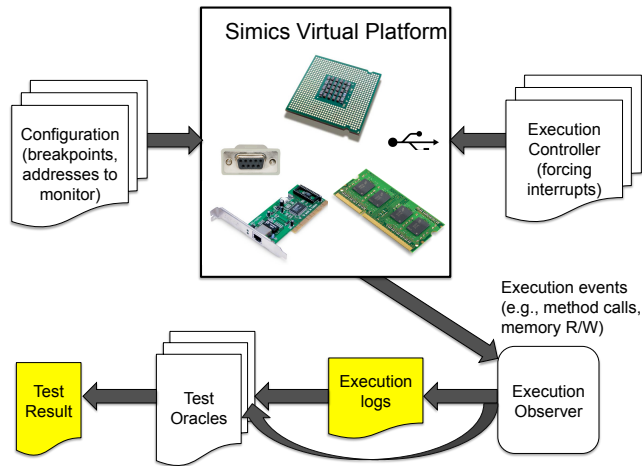 Simics Virtual Platform
Configuration
(breakpoints,
addresses to
monitor)
Execution
Controller
(forcing
interrupts)
Execution events
(e.g., method calls,
memory R/W)
Test
Result
Test
Oracles
Execution
logs
Execution
Observer